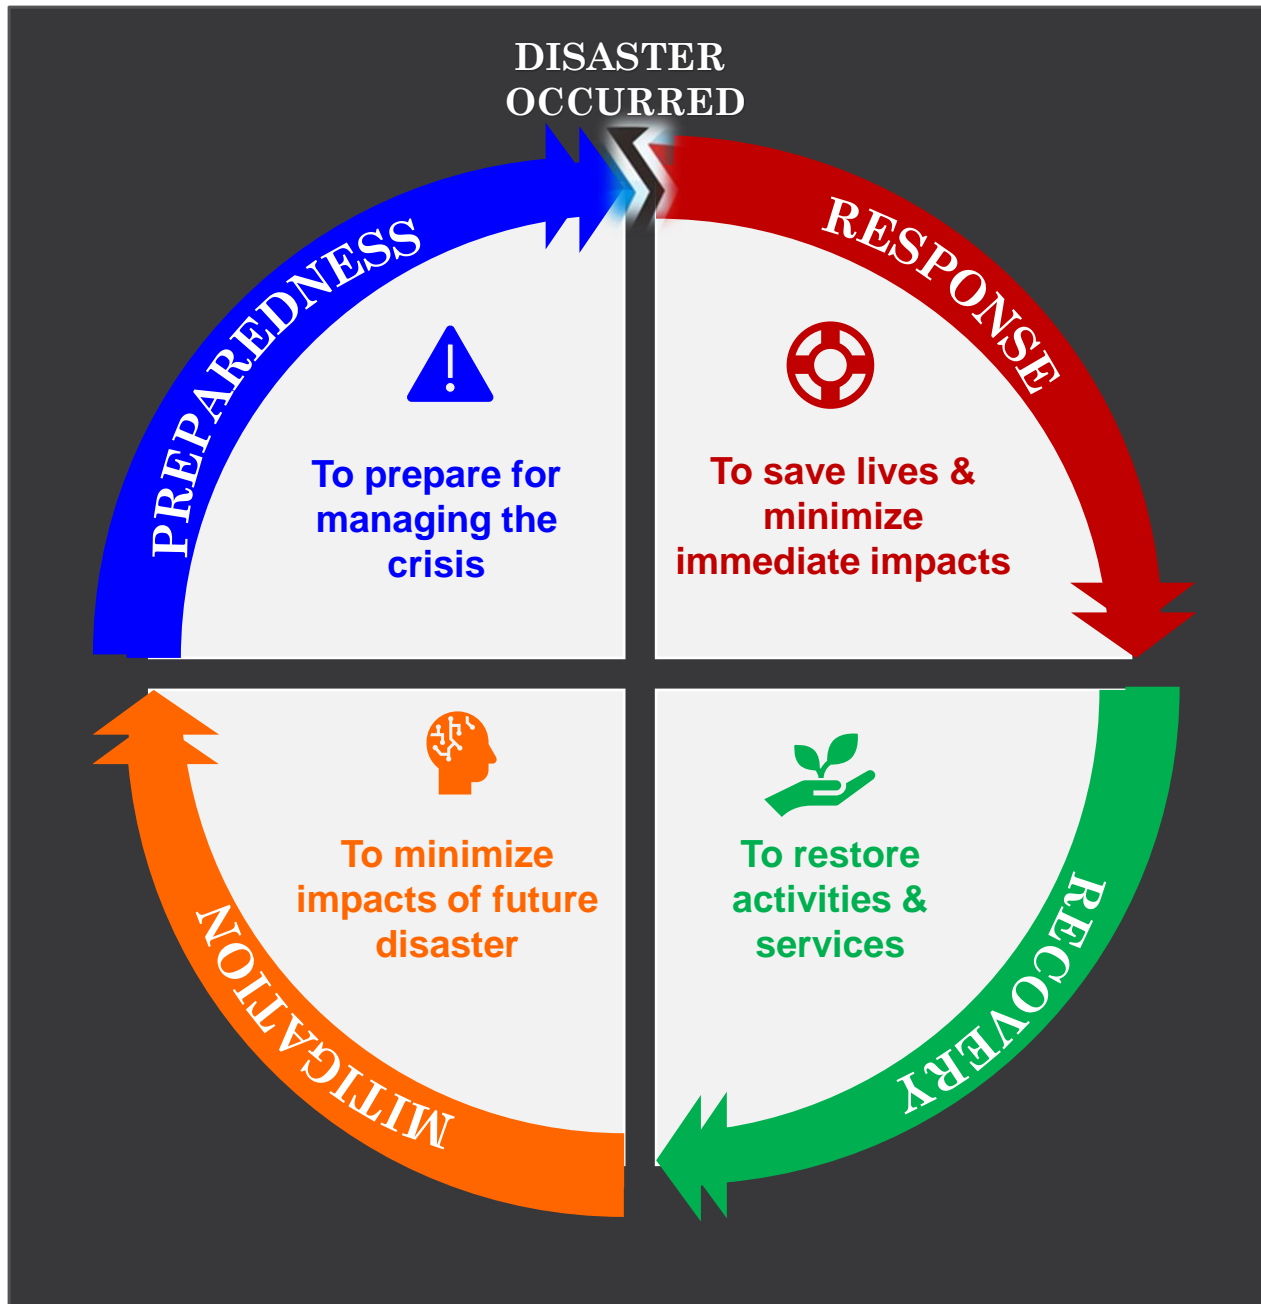 DISASTER
OCCURRED
PREPAREDNESS
RESPONSE
To prepare for
managing the
crisis
To save lives &
minimize
immediate impacts
To minimize
impacts of future
disaster
To restore
activities &
services
MITIGATION
RECOVERY